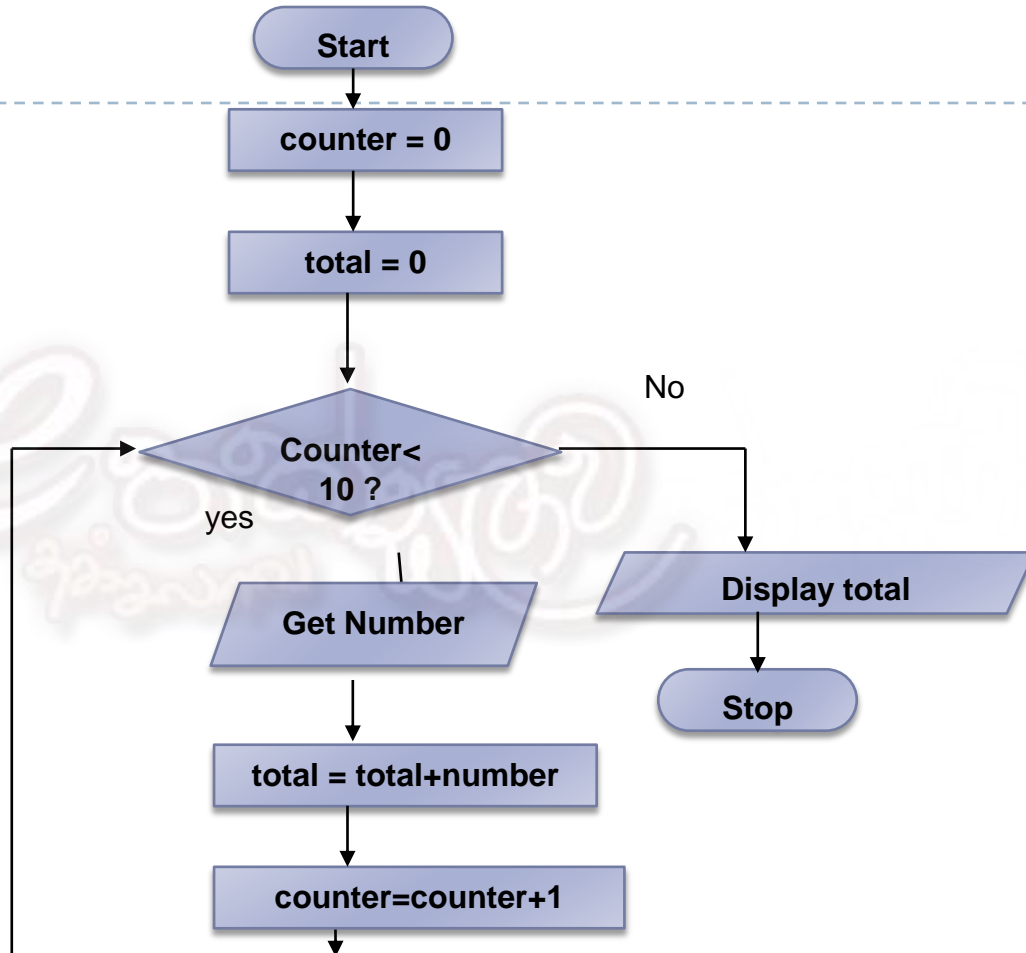 Start
counter = 0
total = 0
Counter<
10 ?
No
yes
Get Number
Display total
Stop
total = total+number
counter=counter+1